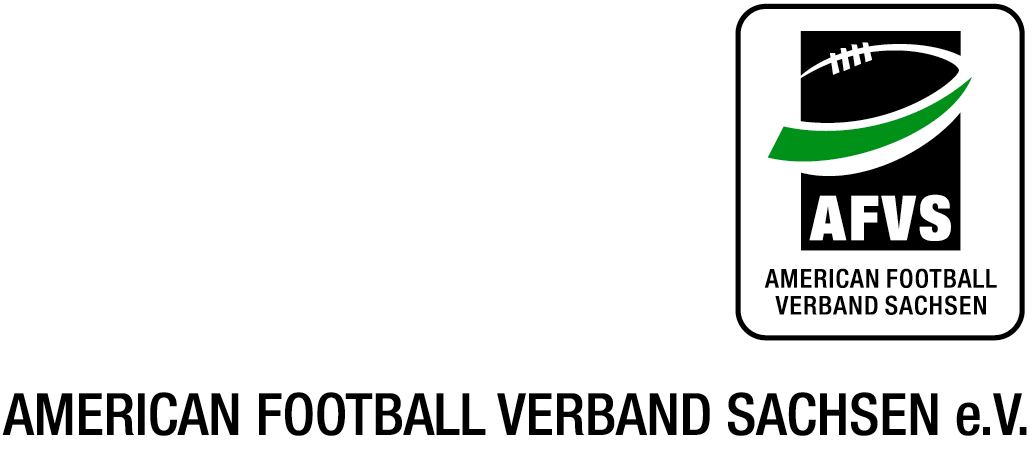 AFVS
AMERICAN FOOTBALL
VERBAND SACHSEN
AMERICAN FOOTBALL VERBAND SACHSEN e.V.